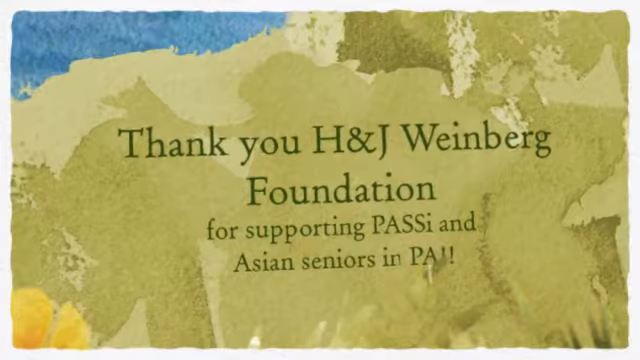 Thank you H&J Weinberg
Foundation
for supporting PASSi and
Asian seniors in PA!!